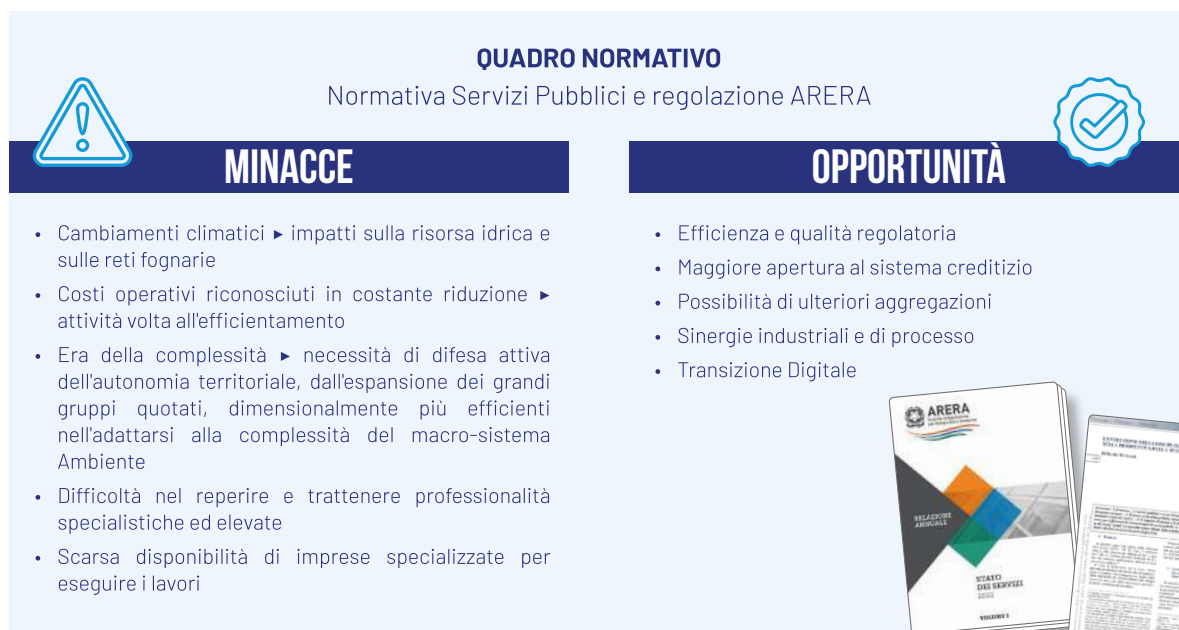 QUADRO NORMATIVO
Normativa Servizi Pubblici e regolazione ARERA
MINACCE
• Cambiamenti climatici ▸ impatti sulla risorsa idrica e
sulle reti fognarie
• Costi operativi riconosciuti in costante riduzione ▸
attività volta all'efficientamento
• Era della complessità ▸ necessità di difesa attiva
dell'autonomia territoriale, dall'espansione dei grandi
gruppi quotati, dimensionalmente più efficienti
nell'adattarsi alla complessità del macro-sistema
Ambiente
• Difficoltà nel reperire e trattenere professionalità
specialistiche ed elevate
• Scarsa disponibilità di imprese specializzate per
eseguire i lavori
OPPORTUNITÀ
• Efficienza e qualità regolatoria
• Maggiore apertura al sistema creditizio
• Possibilità di ulteriori aggregazioni
• Sinergie industriali e di processo
• Transizione Digitale
ARERA
RELAZIONE
ANNUALE
STATO
DEI SERVIZI
VOLUME 1